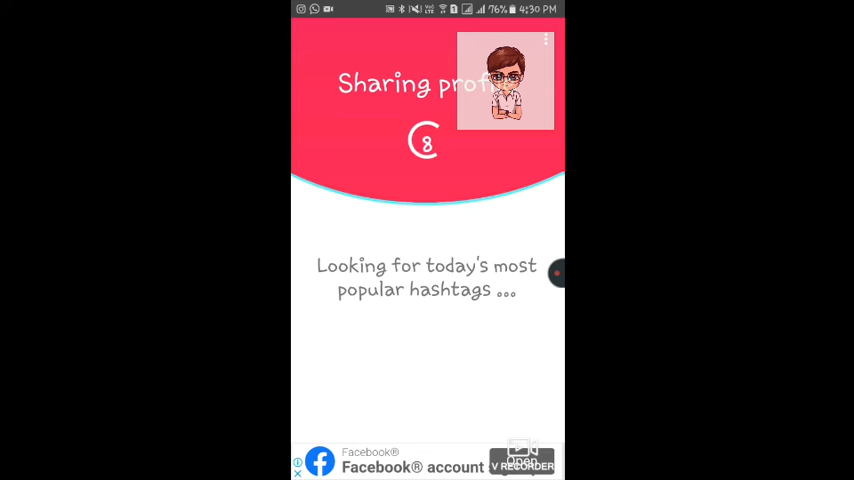 76% 4:30 PM
Sharing prof
8
Looking for today's most
popular hashtags ...
Facebook®
Facebook® account
Open
V RECORDER